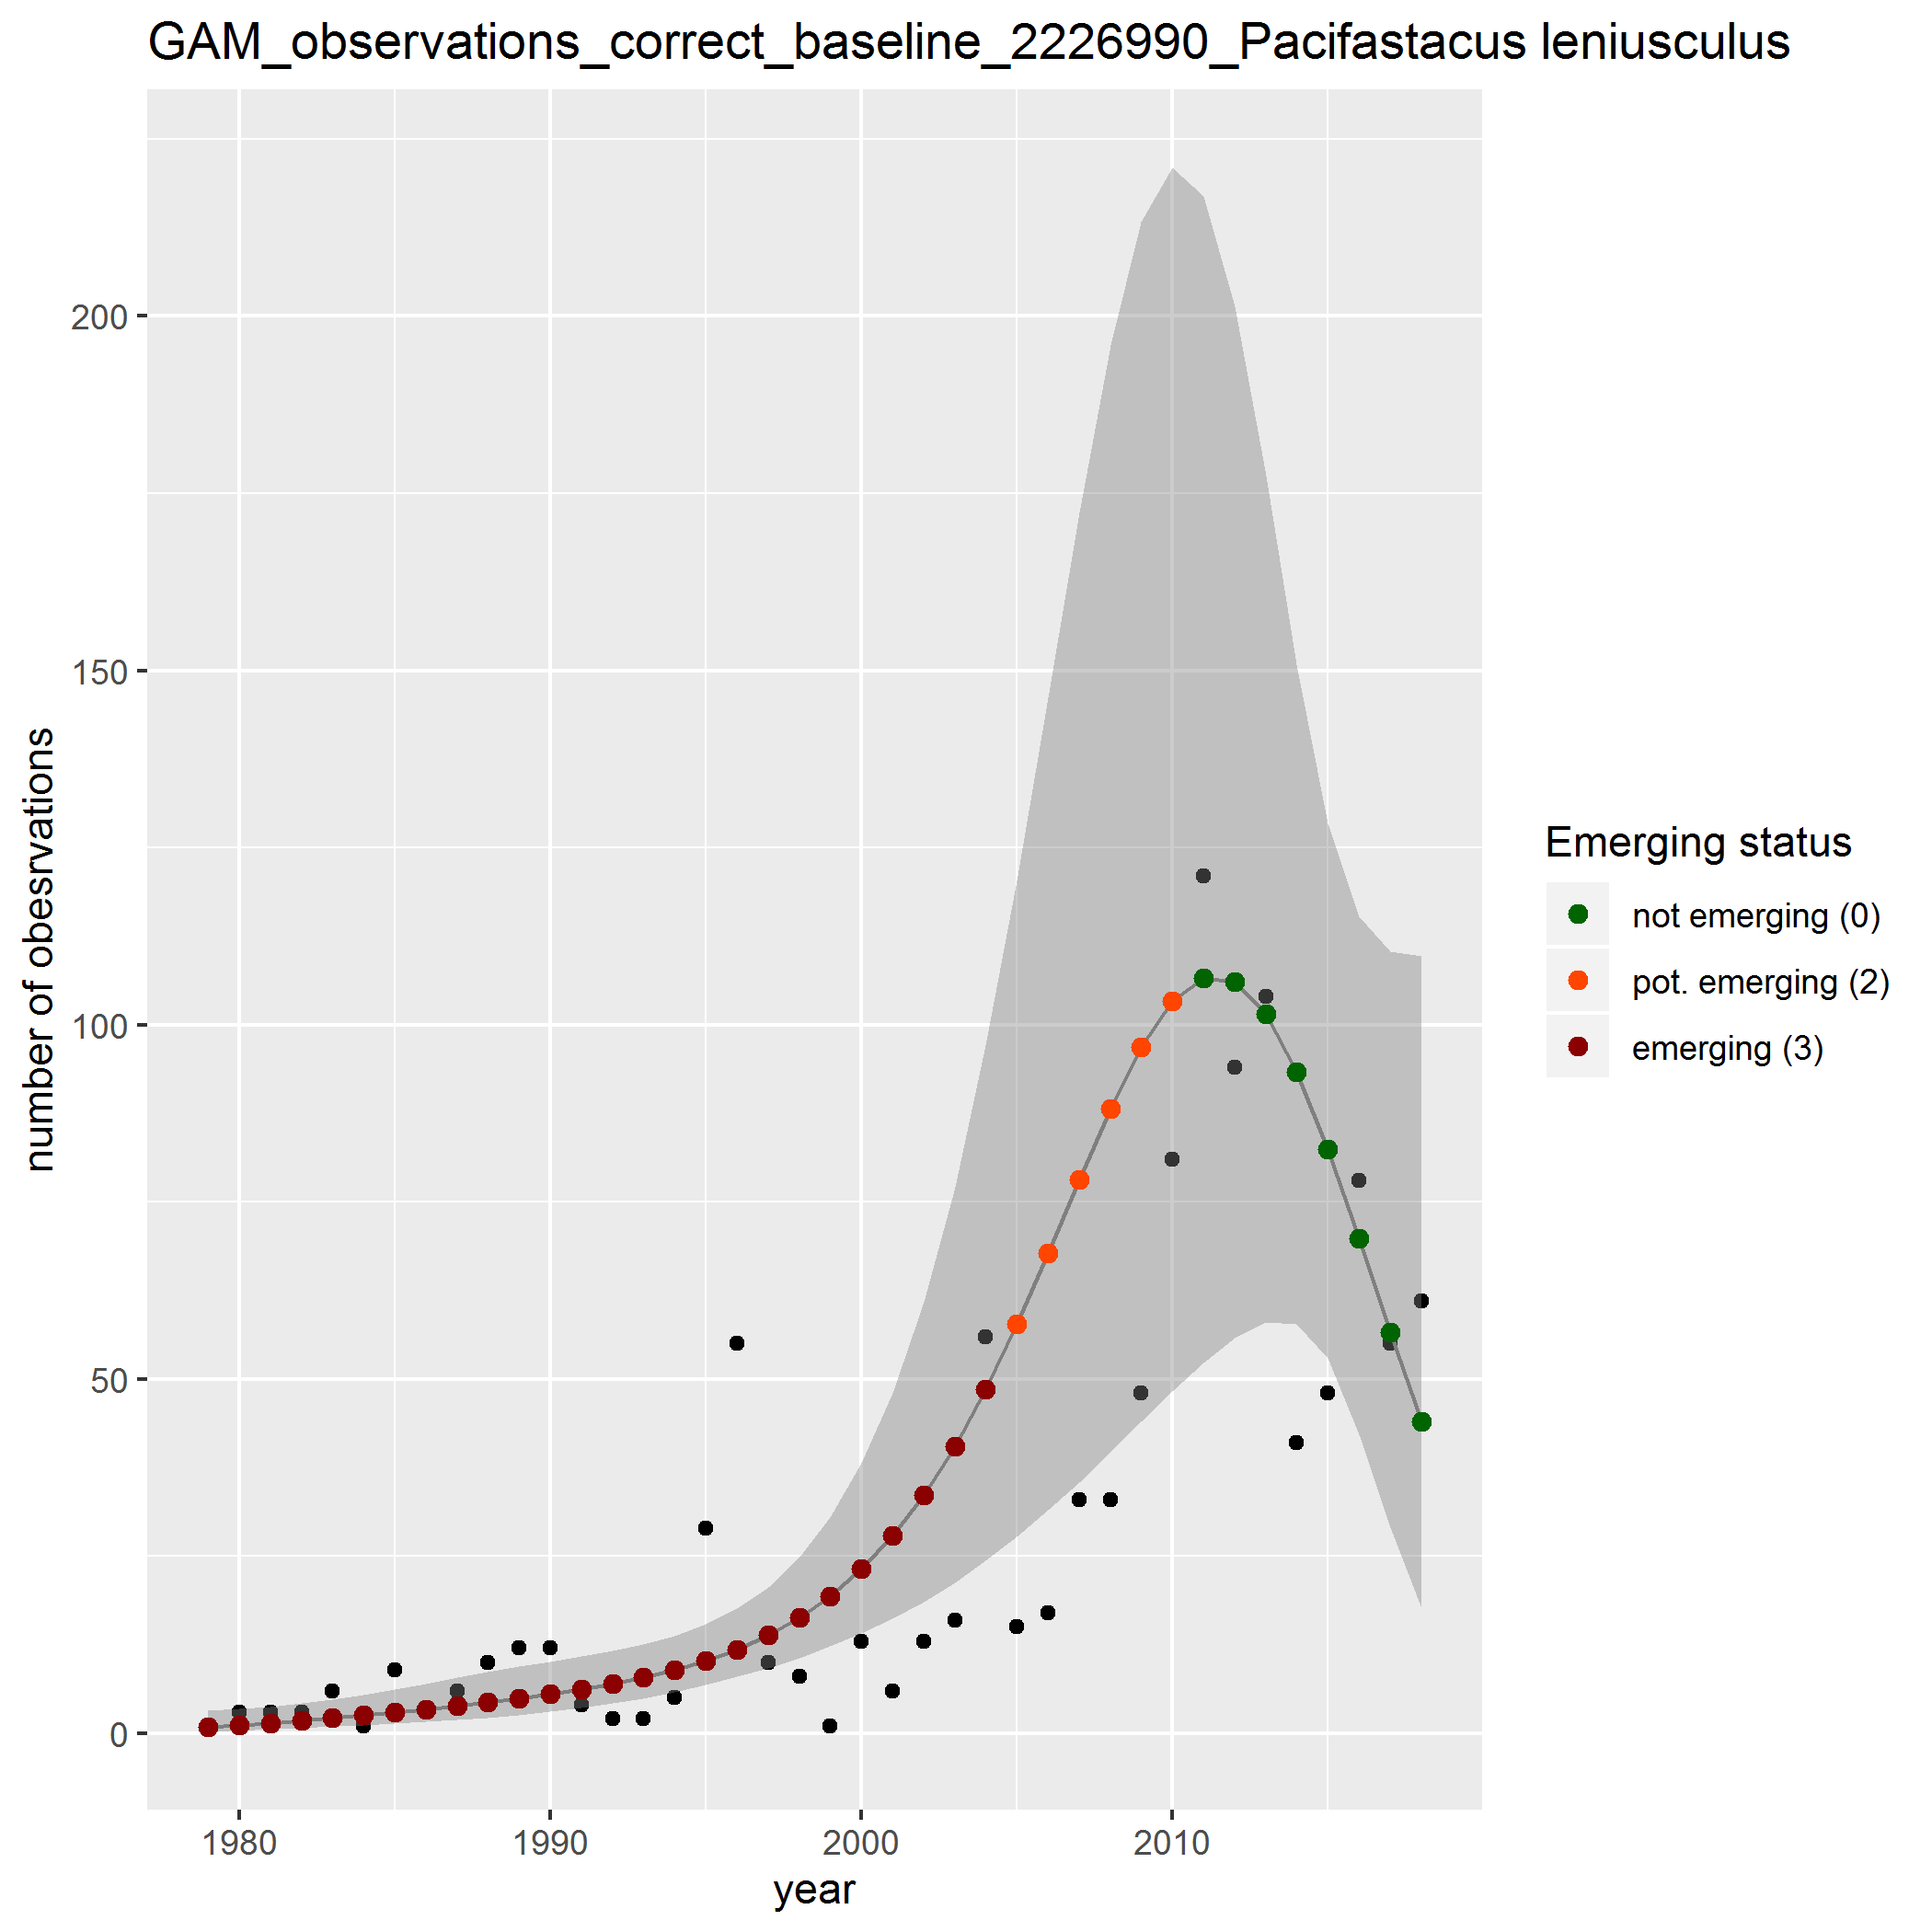 GAM_observations_correct_baseline_2226990_Pacifastacus leniusculus
200
150
100
50
0
number of obesrvations
1980
1990
2000
2010
year
Emerging status
not emerging (0)
pot. emerging (2)
emerging (3)